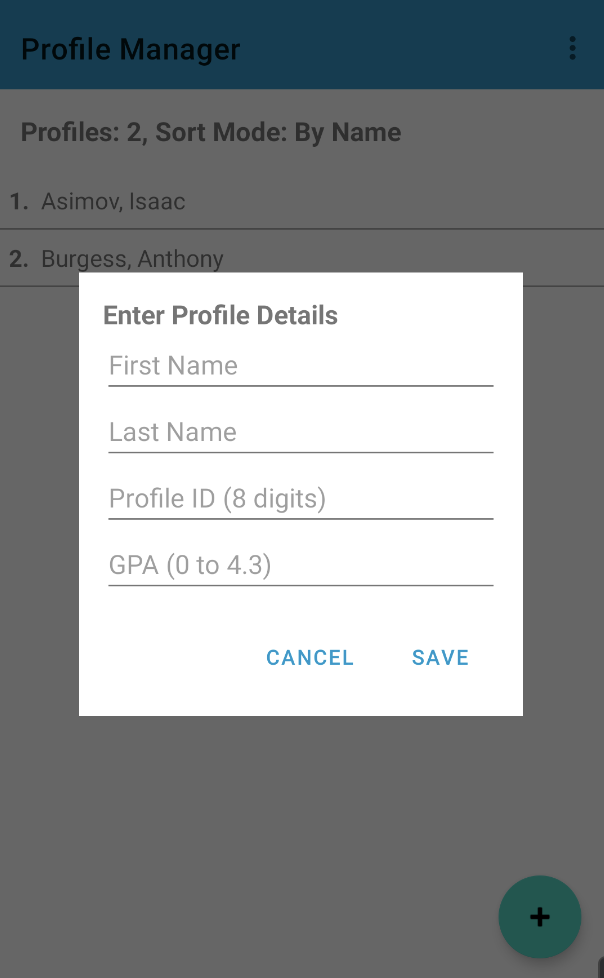 Profile Manager
Profiles: 2, Sort Mode: By Name
1. Asimov, Isaac
2. Burgess, Anthony
Enter Profile Details
First Name
Last Name
Profile ID (8 digits)
GPA (0 to 4.3)
CANCEL SAVE
+